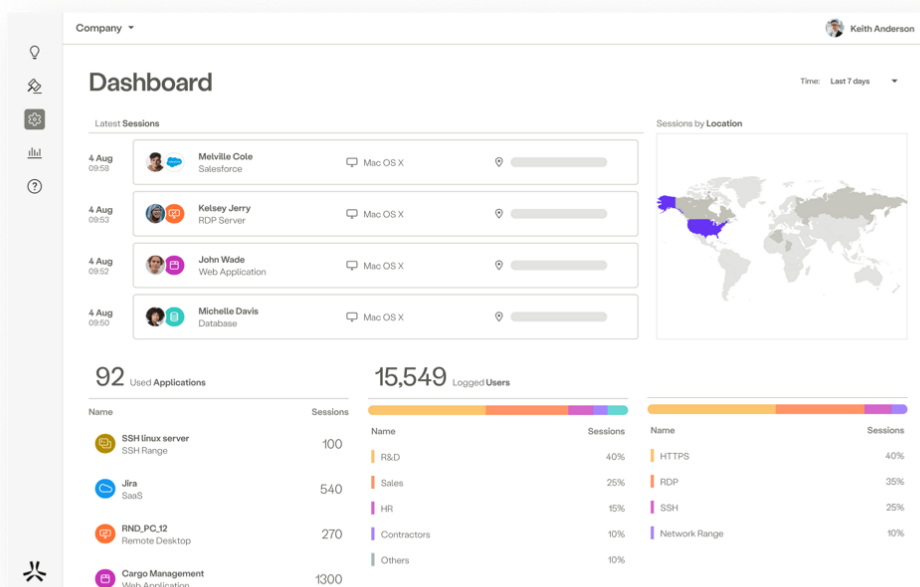 Company
Keith Anderson
Dashboard
Time: Last 7 days
Latest Sessions
4 Aug
09:58
Melville Cole
Salesforce
Mac OS X
4 Aug
09:53
Kelsey Jerry
RDP Server
Mac OS X
4 Aug
09:52
John Wade
Web Application
Mac OS X
4 Aug
09:50
Michelle Davis
Database
Mac OS X
Sessions by Location
92 Used Applications
Name Sessions
SSH linux server
SSH Range
100
Jira
SaaS
540
RND_PC_12
Remote Desktop
270
Cargo Management
Web Application
1300
15,549 Logged Users
Name Sessions
R&D 40%
Sales 25%
HR 15%
Contractors 10%
Others 10%
Name Sessions
HTTPS 40%
RDP 35%
SSH 25%
Network Range 10%